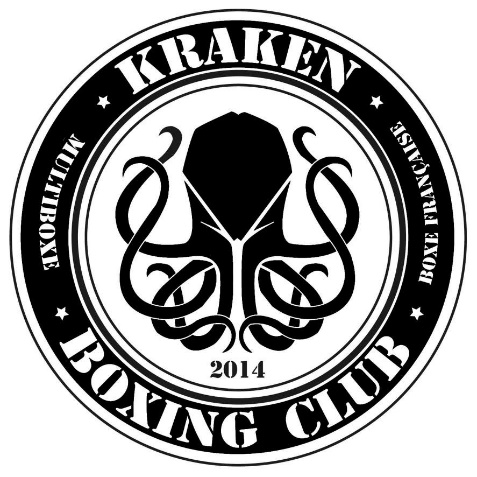 KRAKEN
MULTIBOXE
BOXE FRANÇAISE
2014
BOXING CLUB